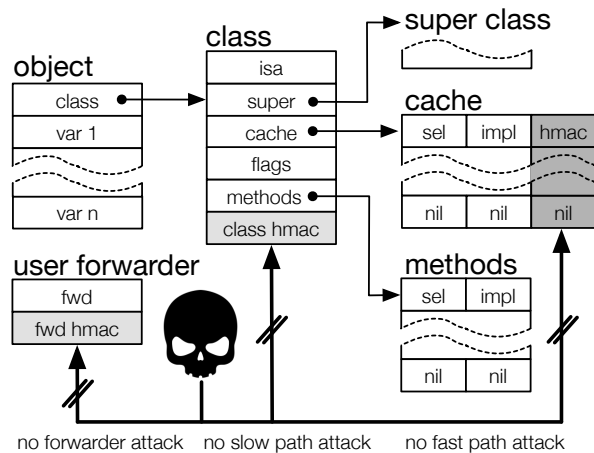 object
class
var 1
var n
class
isa
super
cache
flags
methods
class hmac
super class
cache
sel impl hmac
nil nil nil
user forwarder
fwd
fwd hmac
methods
sel impl
nil nil
no forwarder attack no slow path attack no fast path attack